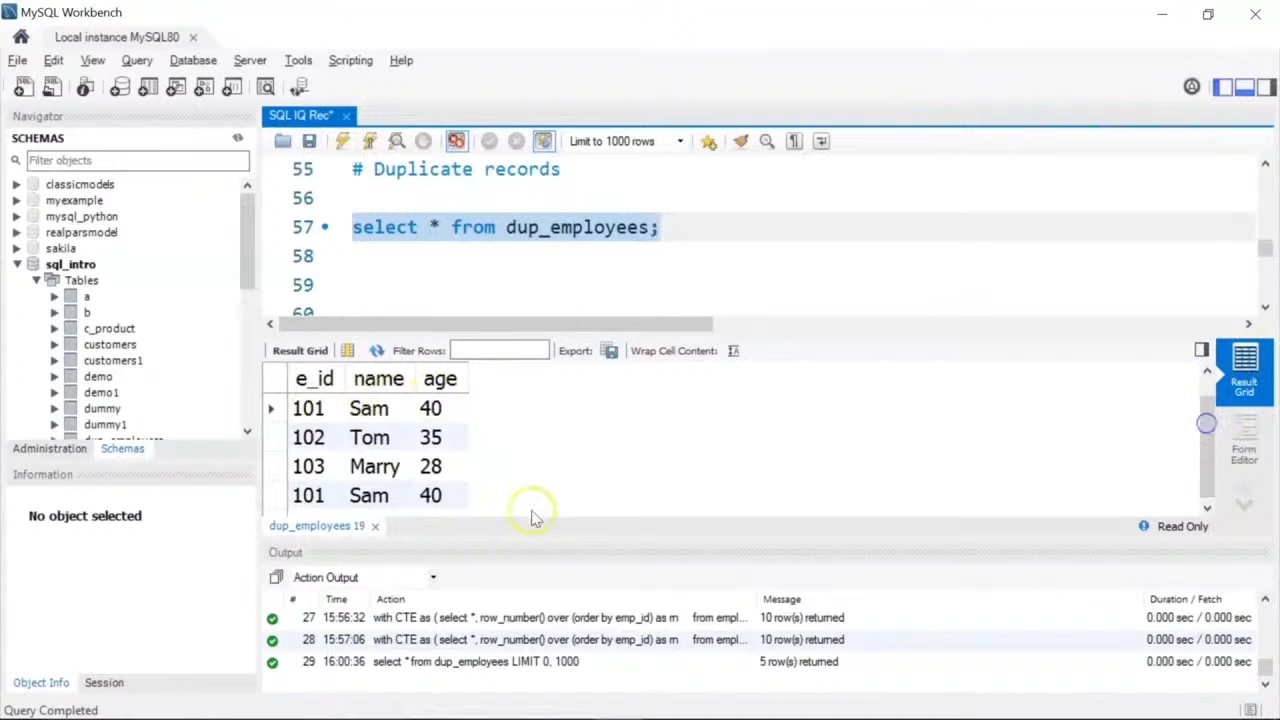 MySQL Workbench
Local instance MySQL80
File Edit View Query Database Server Tools Scripting Help
Navigator
SCHEMAS
Filter objects
classicmodels
myexample
mysql_python
realparsmodel
sakila
sql_intro
Tables
a
b
c_product
customers
customers1
demo
demo1
dummy
dummy1
Administration Schemas
Information
No object selected
Object Info Session
SQL IQ Rec*
Limit to 1000 rows
55 # Duplicate records
56
57 select * from dup_employees;
58
59
60
Result Grid Filter Rows: Export: Wrap Cell Content:
e_id name age
101 Sam 40
102 Tom 35
103 Marry 28
101 Sam 40
Result Grid
Form Editor
dup_employees 19
Read Only
Output
Action Output
# Time Action Message Duration / Fetch
27 15:56:32 with CTE as ( select *, row_number() over (order by emp_id) as rn from empl... 10 row(s) returned 0.000 sec / 0.000 sec
28 15:57:06 with CTE as ( select *, row_number() over (order by emp_id) as rn from empl... 10 row(s) returned 0.000 sec / 0.000 sec
29 16:00:36 select * from dup_employees LIMIT 0, 1000 5 row(s) returned 0.000 sec / 0.000 sec
Query Completed